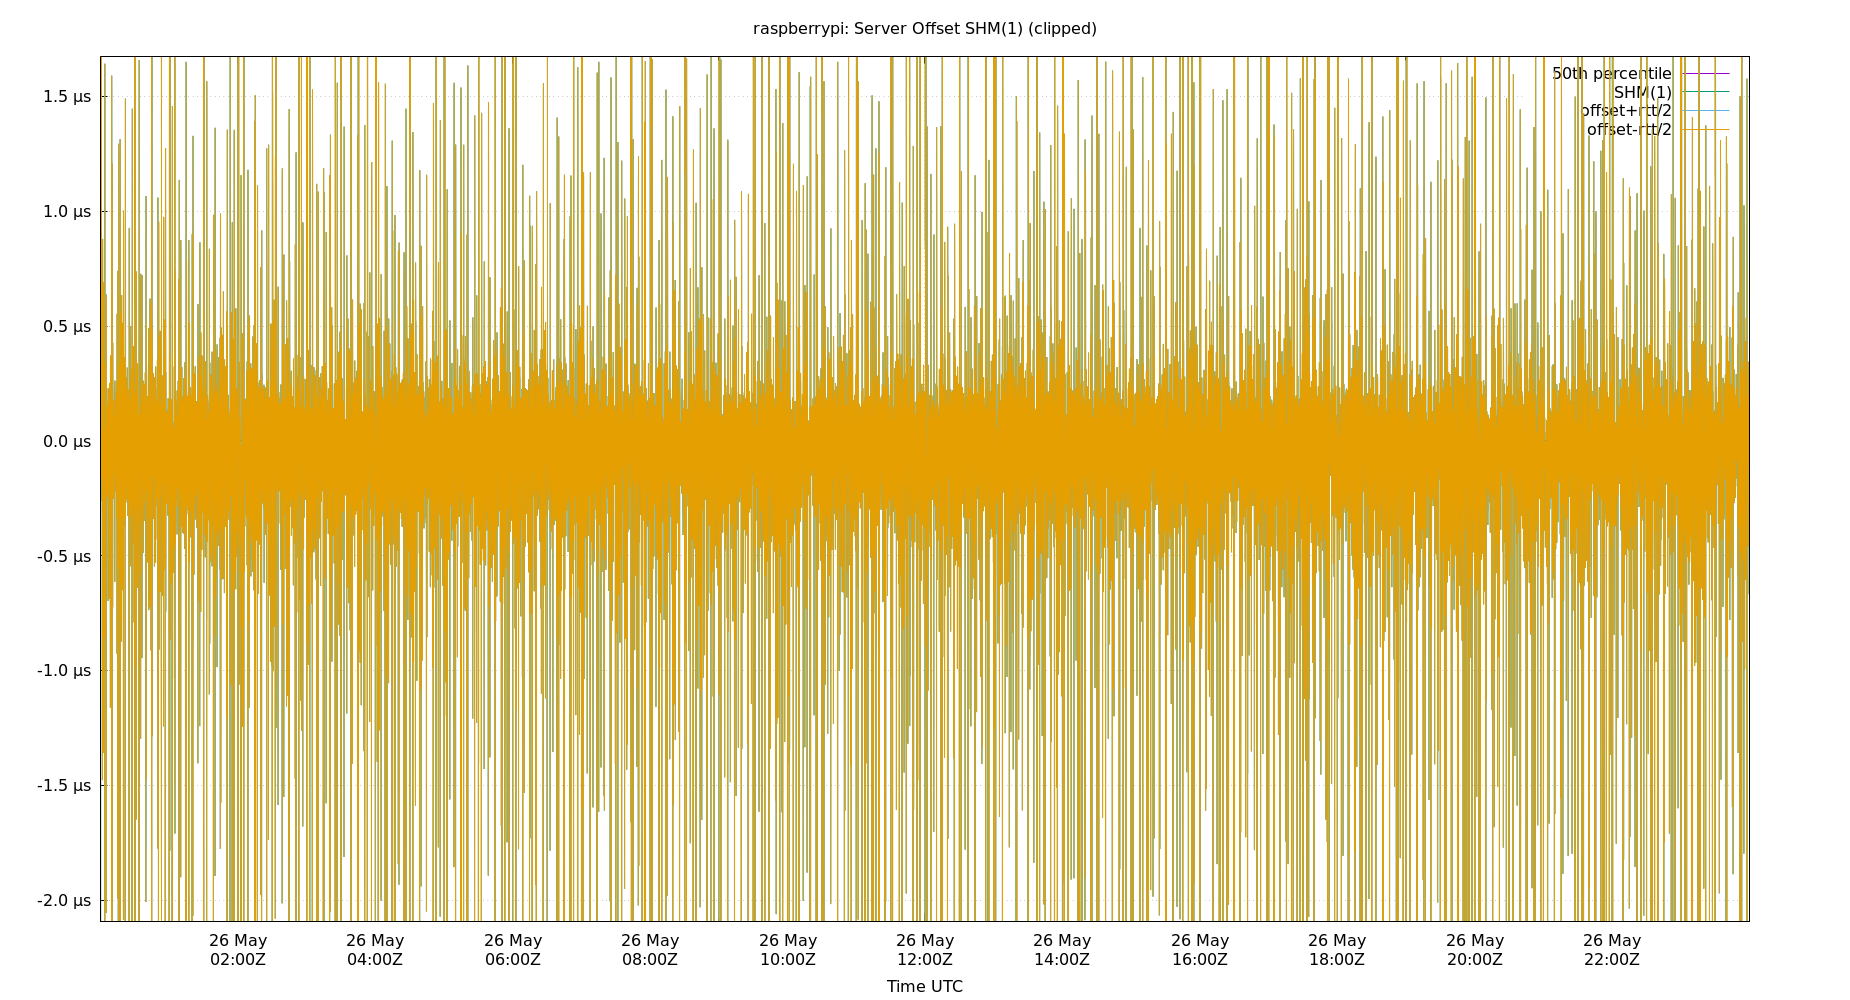 raspberrypi: Server Offset SHM(1) (clipped)
50th percentile
SHM(1)
offset+rtt/2
offset-rtt/2
1.5 µs
1.0 µs
0.5 µs
0.0 µs
-0.5 µs
-1.0 µs
-1.5 µs
-2.0 µs
26 May 26 May 26 May 26 May 26 May 26 May 26 May 26 May 26 May 26 May 26 May
02:00Z 04:00Z 06:00Z 08:00Z 10:00Z 12:00Z 14:00Z 16:00Z 18:00Z 20:00Z 22:00Z
Time UTC